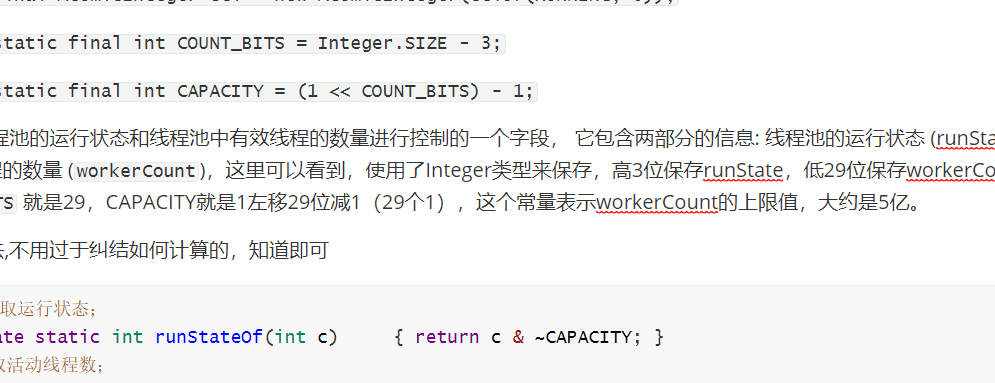 static final int COUNT_BITS = Integer.SIZE - 3;
static final int CAPACITY = (1 << COUNT_BITS) - 1;
程池的运行状态和线程池中有效线程的数量进行控制的一个字段， 它包含两部分的信息: 线程池的运行状态 (runSta
的数量 (workerCount)，这里可以看到，使用了Integer类型来保存，高3位保存runState，低29位保存workerCo
TS 就是29，CAPACITY就是1左移29位减1（29个1），这个常量表示workerCount的上限值，大约是5亿。
,不用过于纠结如何计算的，知道即可
取运行状态；
ate static int runStateOf(int c) { return c & ~CAPACITY; }
取活动线程数；